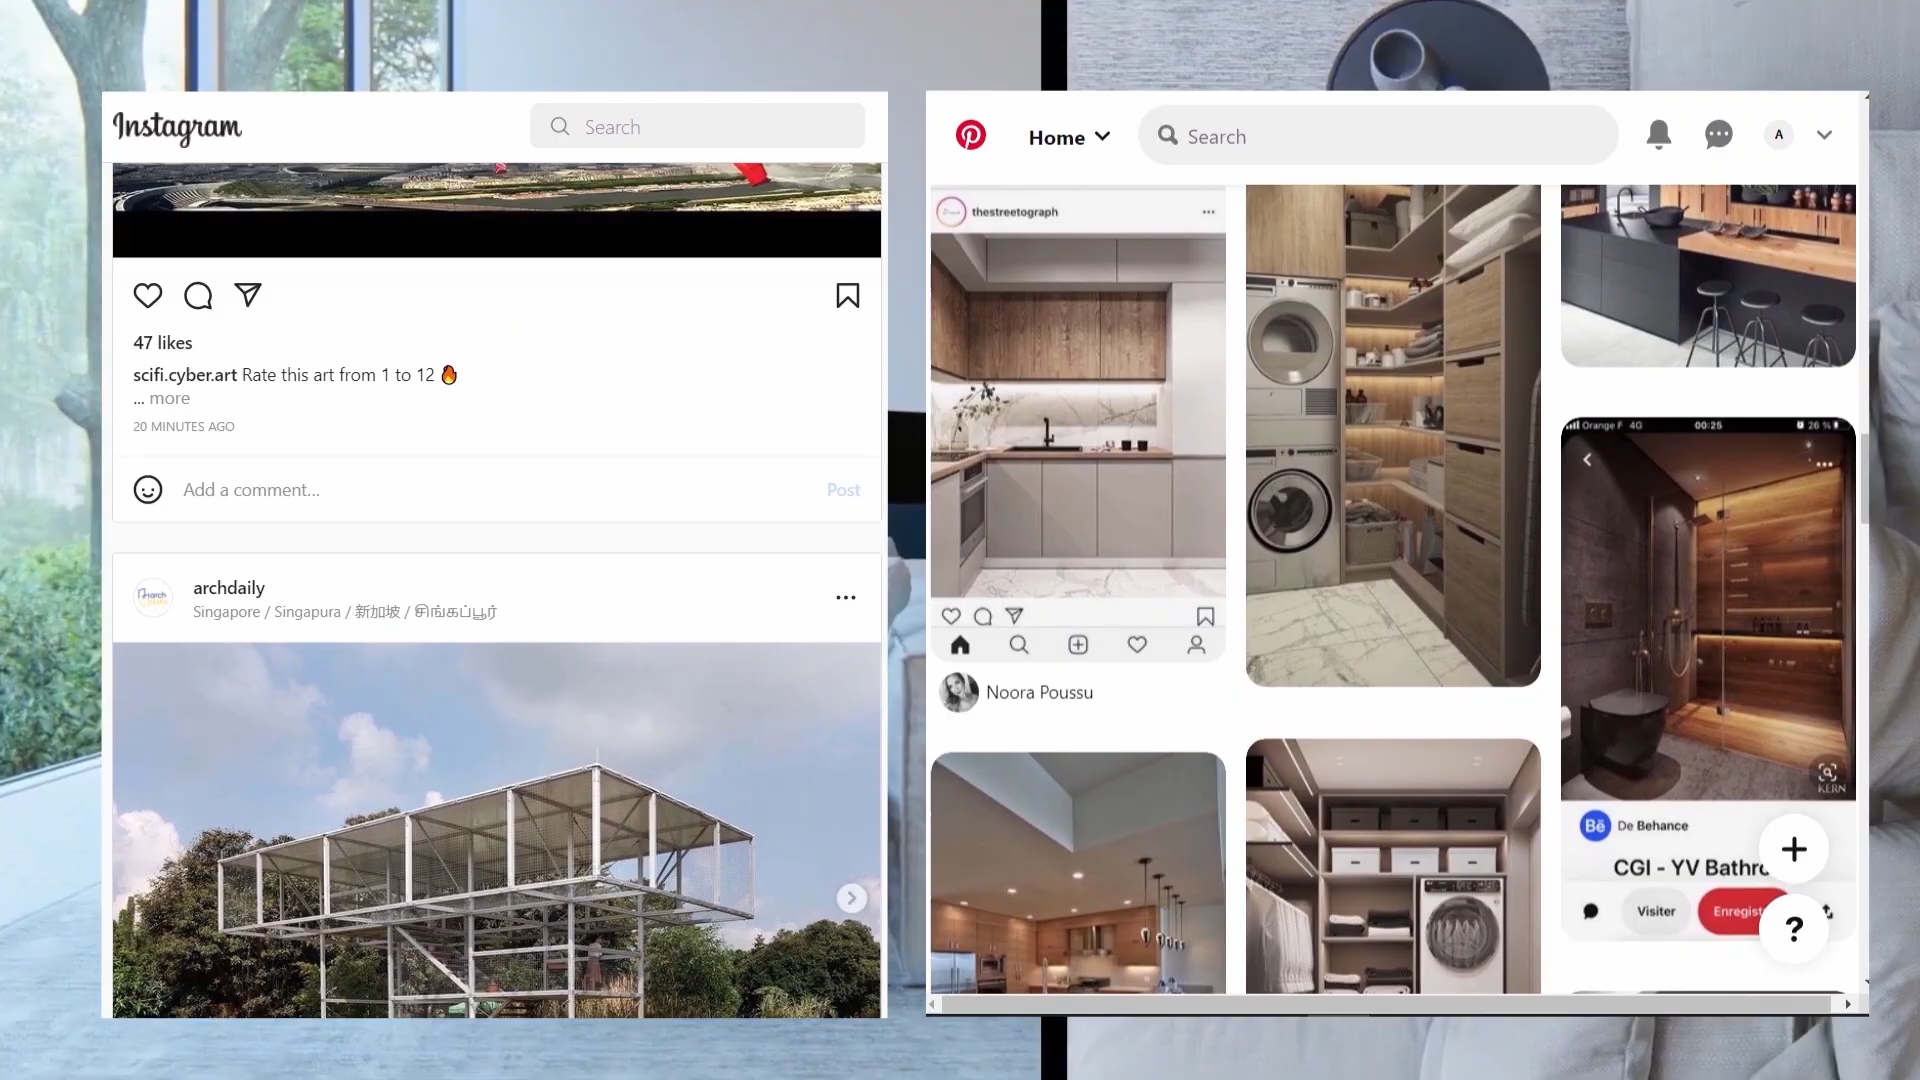 Instagram
Search
47 likes
scifi.cyber.art Rate this art from 1 to 12 🔥
... more
20 MINUTES AGO
Add a comment...
Post
archdaily
Singapore / Singapura / 新加坡 / சிங்கப்பூர்
Home
Search
A
thestreetograph
Noora Poussu
Orange F 4G
00:25
26 %
KERN
Bē
De Behance
CGI - YV Bathro
Visiter
Enregist
?